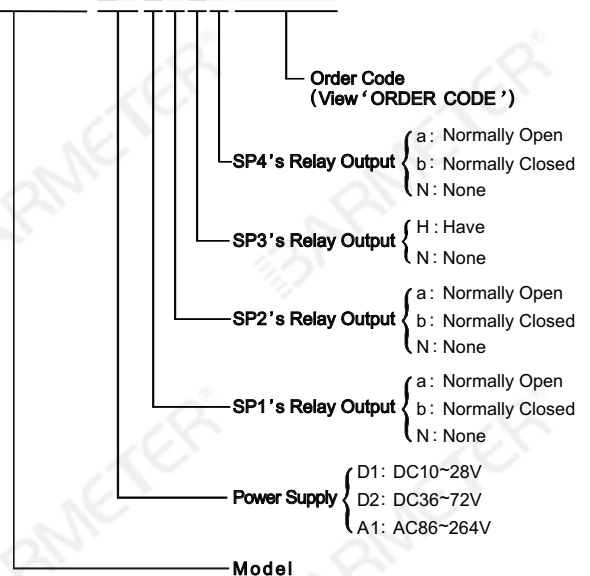 Order Code
(View ‘ORDER CODE’)
SP4’s Relay Output
a: Normally Open
b: Normally Closed
N: None
SP3’s Relay Output
H: Have
N: None
SP2’s Relay Output
a: Normally Open
b: Normally Closed
N: None
SP1’s Relay Output
a: Normally Open
b: Normally Closed
N: None
Power Supply
D1: DC10~28V
D2: DC36~72V
A1: AC86~264V
Model
BARMETER®